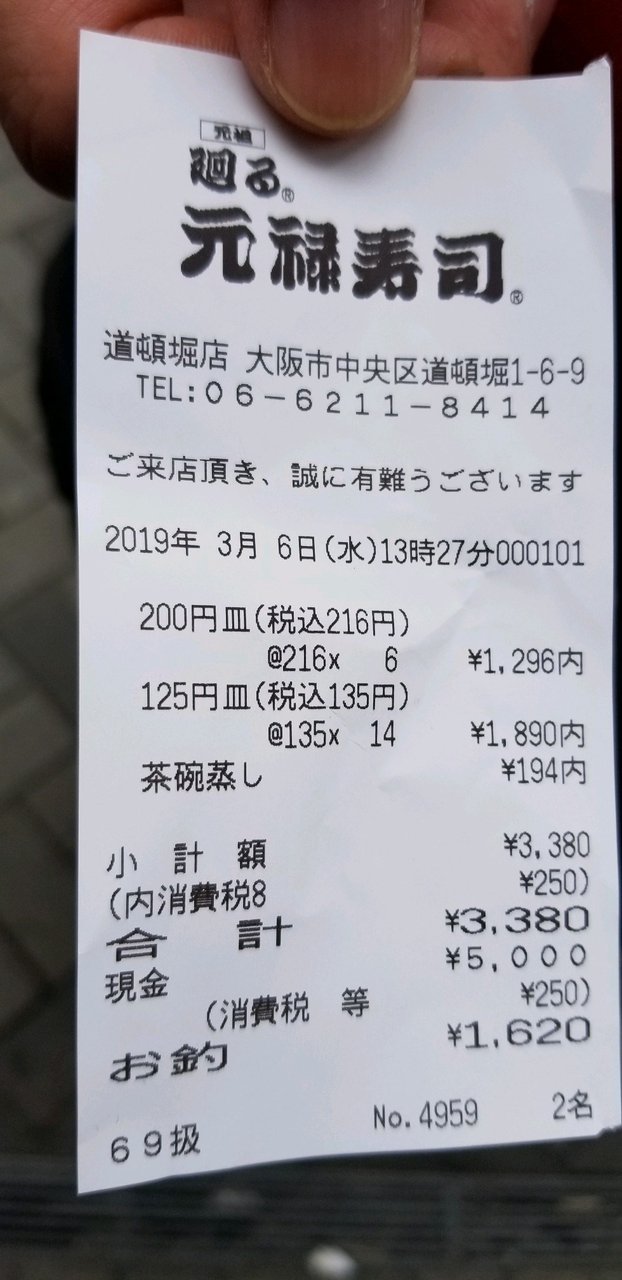 元祖
廻る®
元禄寿司®
道頓堀店 大阪市中央区道頓堀1-6-9
TEL:06-6211-8414
ご来店頂き、誠に有難うございます
2019年 3月 6日(水)13時27分000101
200円皿(税込216円)
@216x 6 ¥1,296内
125円皿(税込135円)
@135x 14 ¥1,890内
茶碗蒸し ¥194内
小 計 額 ¥3,380
(内消費税8 ¥250)
合 計 ¥3,380
現金 ¥5,000
(消費税 等 ¥250)
お釣 ¥1,620
No.4959 2名
69扱